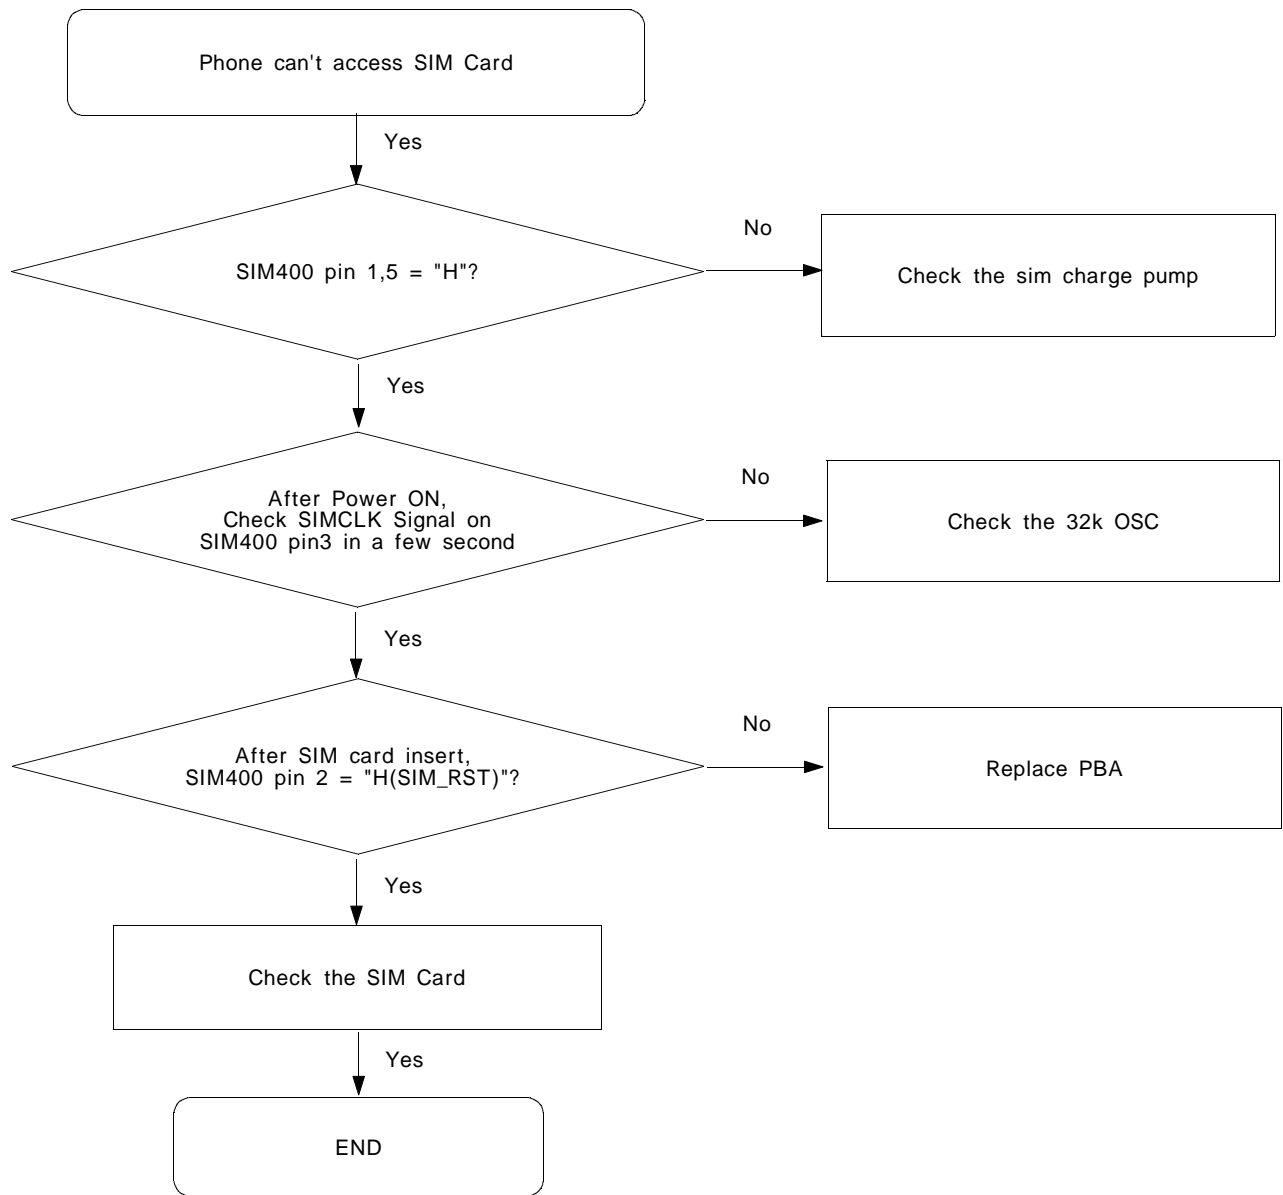 Phone can't access SIM Card
Yes
SIM400 pin 1,5 = "H"?
No
Check the sim charge pump
Yes
After Power ON,
Check SIMCLK Signal on
SIM400 pin3 in a few second
No
Check the 32k OSC
Yes
After SIM card insert,
SIM400 pin 2 = "H(SIM_RST)"?
No
Replace PBA
Yes
Check the SIM Card
Yes
END